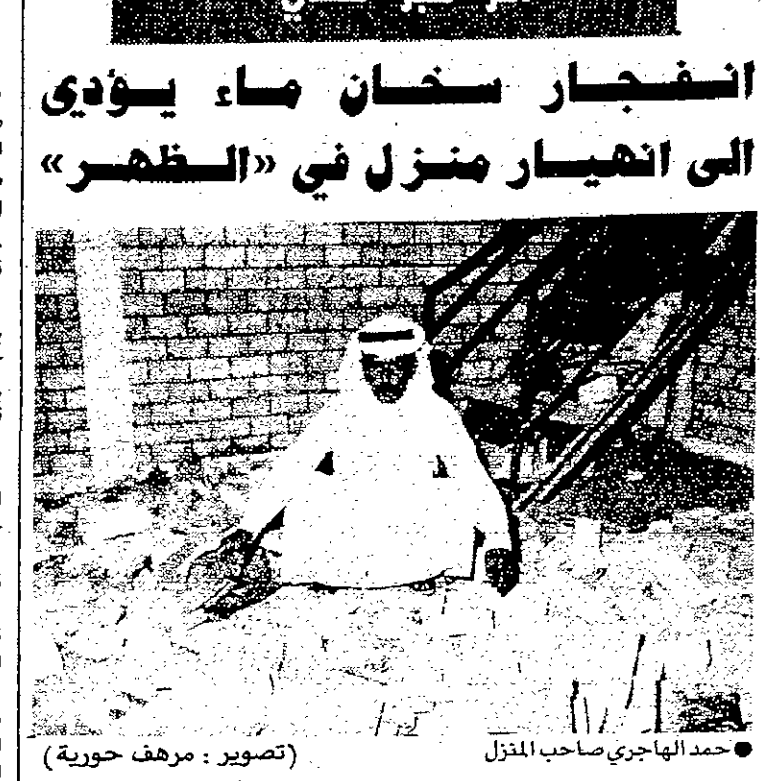 انفجار سخان ماء يؤدي
الى انهيار منزل في «الظهر»
● حمد الهاجري صاحب المنزل
(تصوير : مرهف حورية)